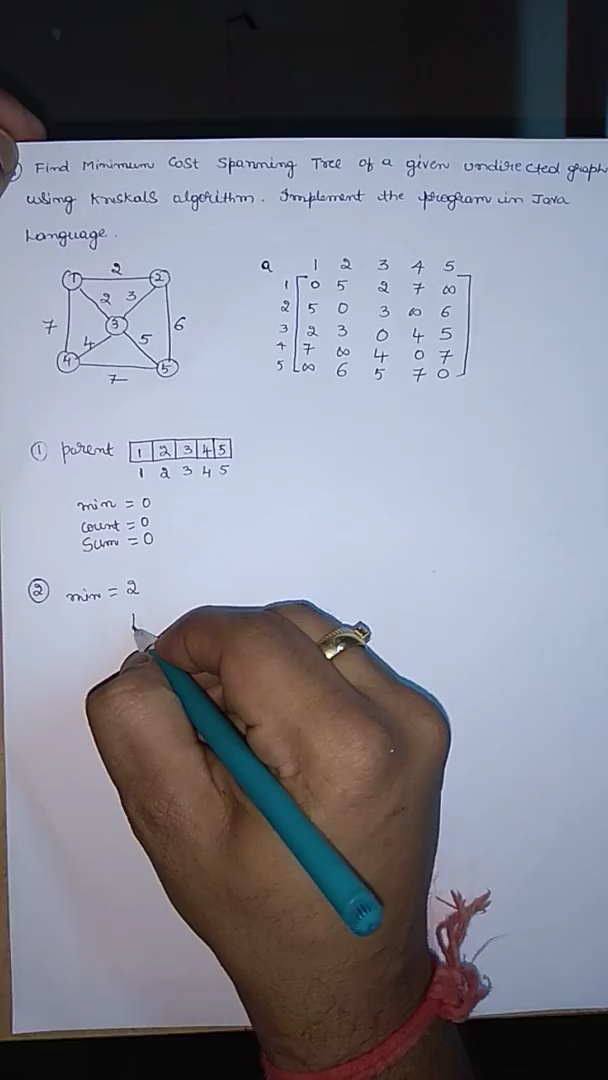 Find Minimum Cost Spanning Tree of a given undirected graph
using Kruskals algorithm. Implement the program in Java
Language.
2
1 2
2 3
7 3 6
4 5
4 5
7
a 1 2 3 4 5
1 0 5 2 7 ∞
2 5 0 3 ∞ 6
3 2 3 0 4 5
4 7 ∞ 4 0 7
5 ∞ 6 5 7 0
① parent 1 2 3 4 5
1 2 3 4 5
min = 0
count = 0
Sum = 0
② min = 2